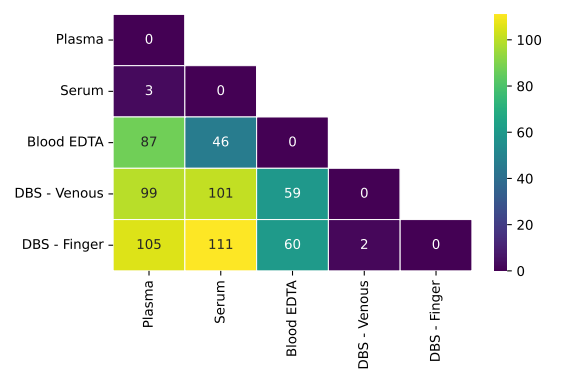 Plasma 0
Serum 3 0
Blood EDTA 87 46 0
DBS - Venous 99 101 59 0
DBS - Finger 105 111 60 2 0
Plasma
Serum
Blood EDTA
DBS - Venous
DBS - Finger
100
80
60
40
20
0